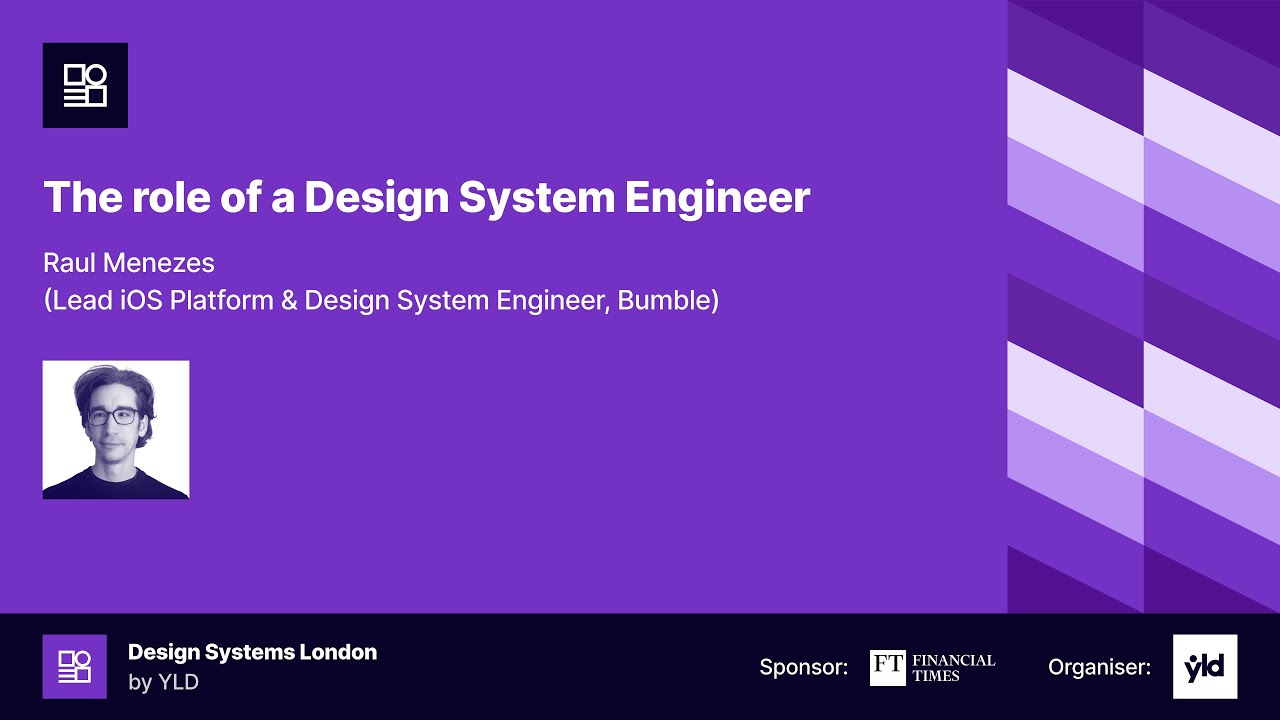 The role of a Design System Engineer
Raul Menezes
(Lead iOS Platform & Design System Engineer, Bumble)
Design Systems London
by YLD
Sponsor:
FT
FINANCIAL
TIMES
Organiser:
yld